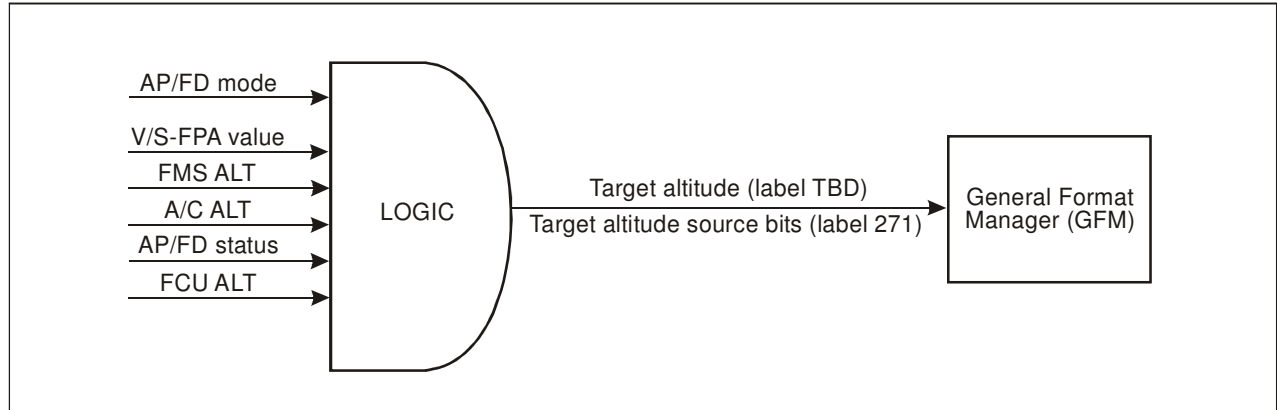 AP/FD mode
V/S-FPA value
FMS ALT
A/C ALT
AP/FD status
FCU ALT
LOGIC
Target altitude (label TBD)
Target altitude source bits (label 271)
General Format
Manager (GFM)